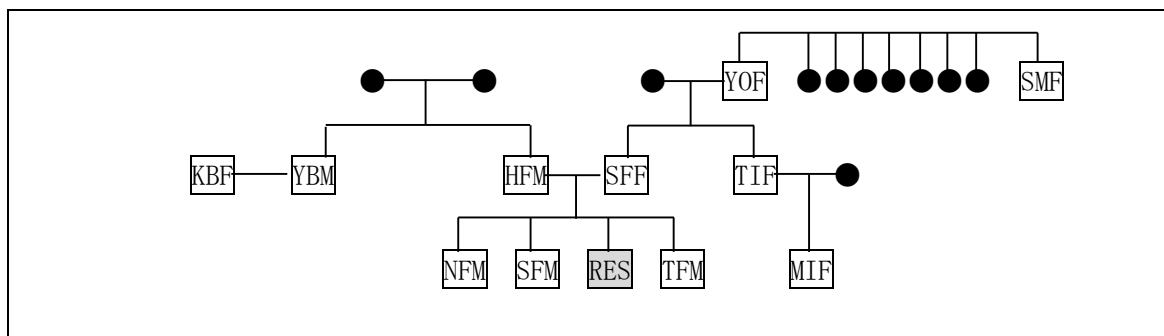 YOF SMF
KBF YBM HFM SFF TIF
NFM SFM RES TFM MIF